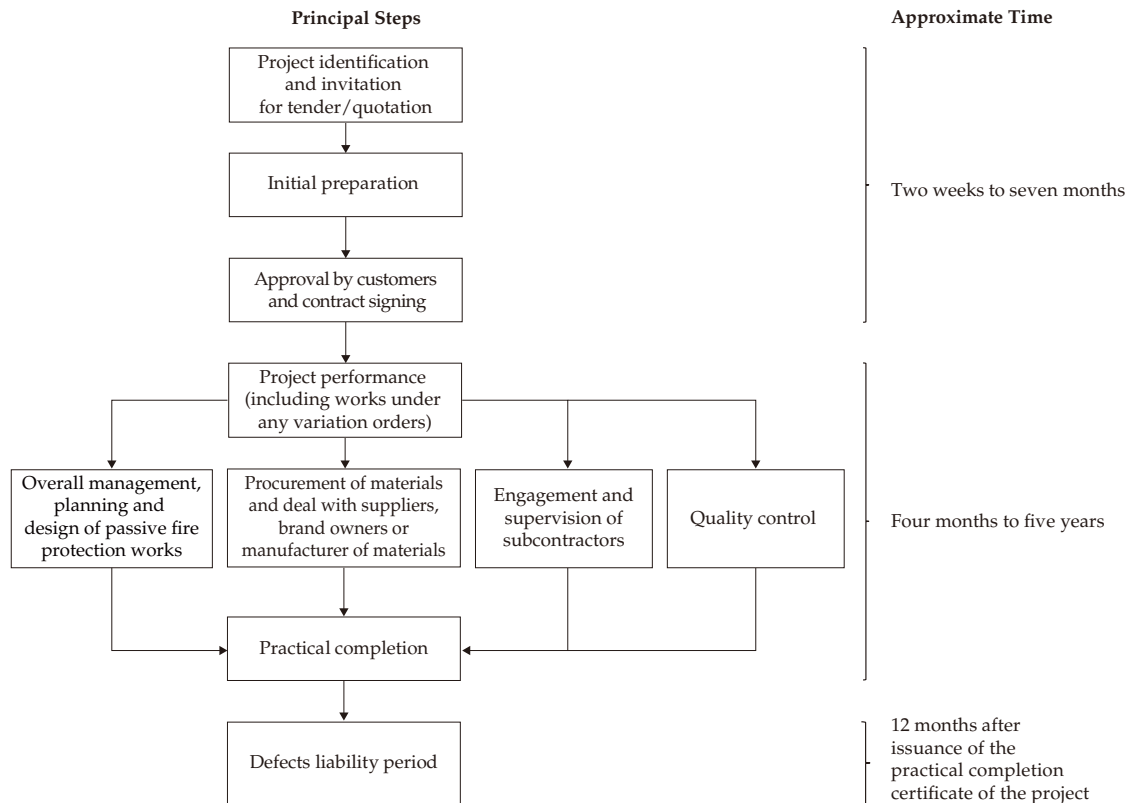 Principal Steps
Approximate Time
Project identification
and invitation
for tender/quotation
Initial preparation
Approval by customers
and contract signing
Two weeks to seven months
Project performance
(including works under
any variation orders)
Overall management,
planning and
design of passive fire
protection works
Procurement of materials
and deal with suppliers,
brand owners or
manufacturer of materials
Engagement and
supervision of
subcontractors
Quality control
Four months to five years
Practical completion
Defects liability period
12 months after
issuance of the
practical completion
certificate of the project